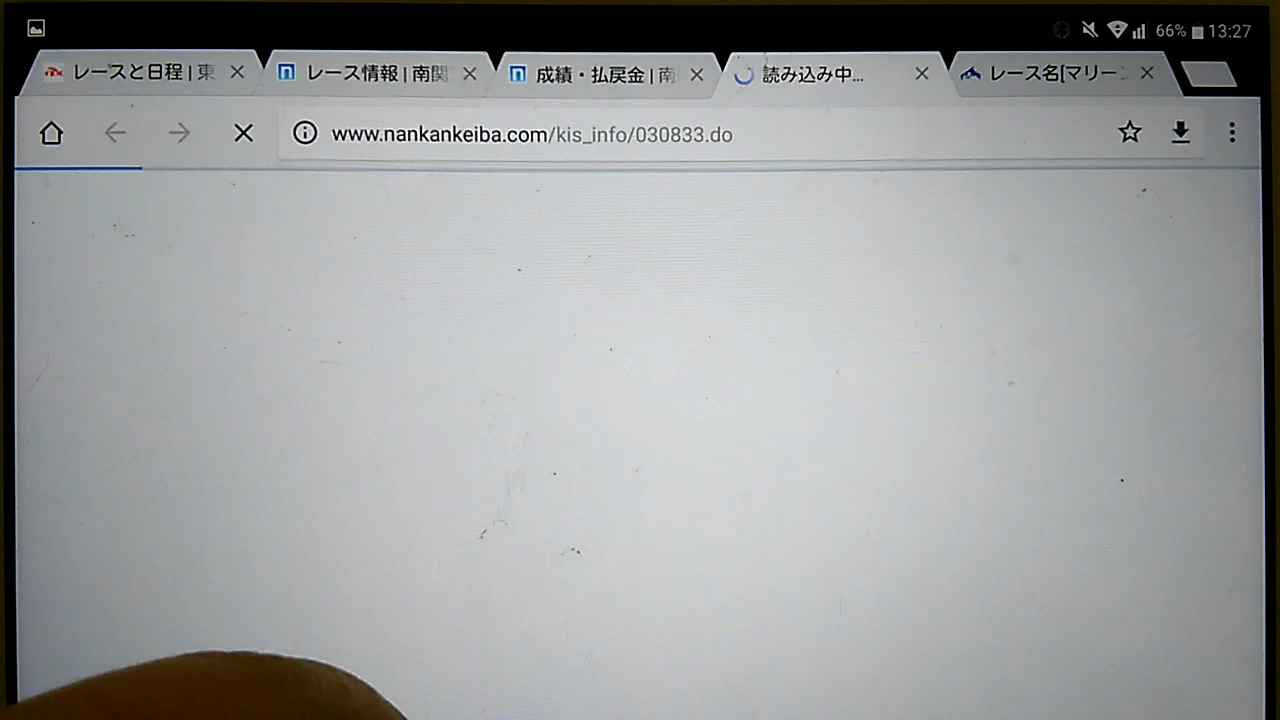 66% 13:27
レースと日程 | 東
レース情報 | 南関
成績・払戻金 | 南
読み込み中...
レース名[マリーン
www.nankankeiba.com/kis_info/030833.do